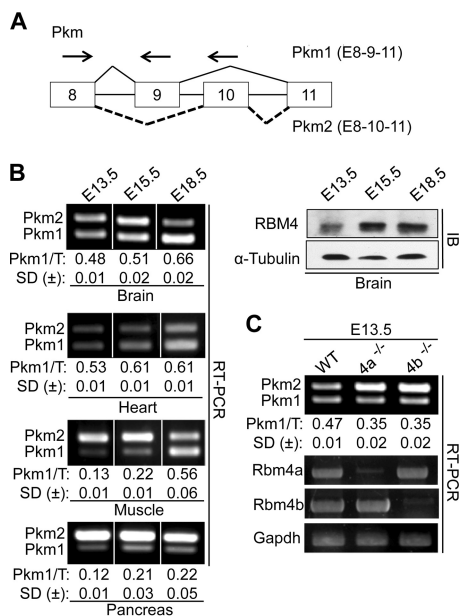 A
Pkm
Pkm1 (E8-9-11)
8
9
10
11
Pkm2 (E8-10-11)
B
E13.5 E15.5 E18.5
Pkm2
Pkm1
Pkm1/T: 0.48 0.51 0.66
SD (±): 0.01 0.02 0.02
Brain
Pkm2
Pkm1
Pkm1/T: 0.53 0.61 0.61
SD (±): 0.01 0.01 0.01
Heart
Pkm2
Pkm1
Pkm1/T: 0.13 0.22 0.56
SD (±): 0.01 0.01 0.06
Muscle
Pkm2
Pkm1
Pkm1/T: 0.12 0.21 0.22
SD (±): 0.01 0.03 0.05
Pancreas
RT-PCR
E13.5 E15.5 E18.5
RBM4
α-Tubulin
Brain
IB
C
E13.5
WT 4a -/- 4b -/-
Pkm2
Pkm1
Pkm1/T: 0.47 0.35 0.35
SD (±): 0.01 0.02 0.02
Rbm4a
Rbm4b
Gapdh
RT-PCR